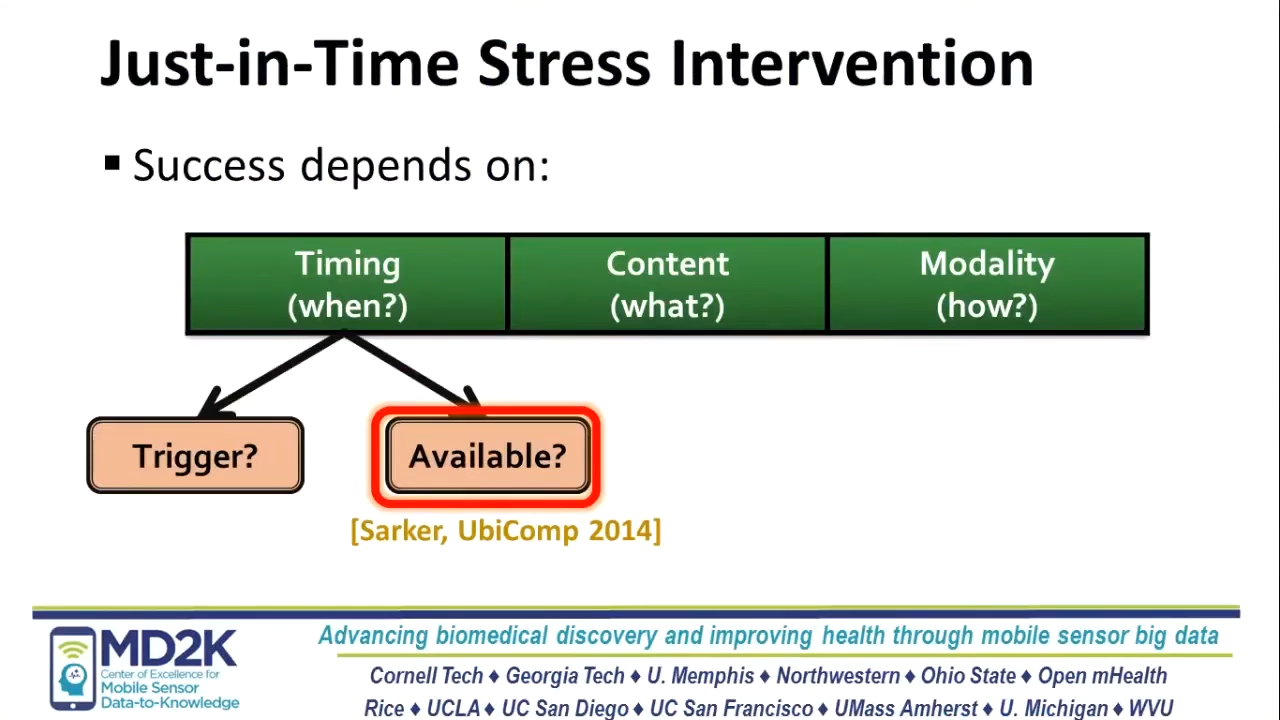 Just-in-Time Stress Intervention
▪ Success depends on:
Timing
(when?)
Content
(what?)
Modality
(how?)
Trigger?
Available?
[Sarker, UbiComp 2014]
MD2K
Center of Excellence for
Mobile Sensor
Data-to-Knowledge
Advancing biomedical discovery and improving health through mobile sensor big data
Cornell Tech ♦ Georgia Tech ♦ U. Memphis ♦ Northwestern ♦ Ohio State ♦ Open mHealth
Rice ♦ UCLA ♦ UC San Diego ♦ UC San Francisco ♦ UMass Amherst ♦ U. Michigan ♦ WVU